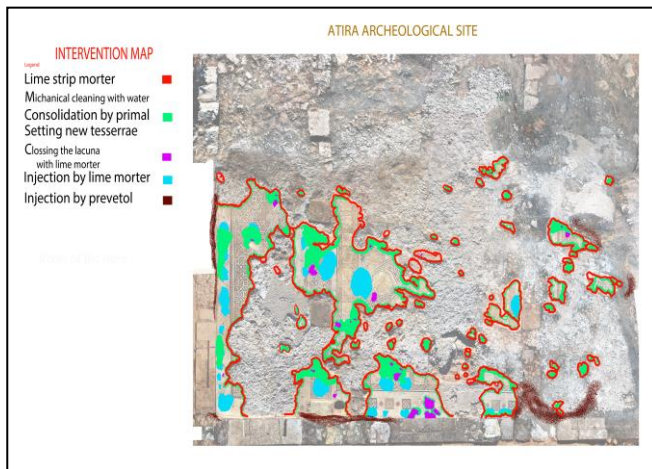 ATIRA ARCHEOLOGICAL SITE
INTERVENTION MAP
Legend
Lime strip morter
Michanical cleaning with water
Consolidation by primal
Setting new tesserae
Clossing the lacuna
with lime morter
Injection by lime morter
Injection by prevetol